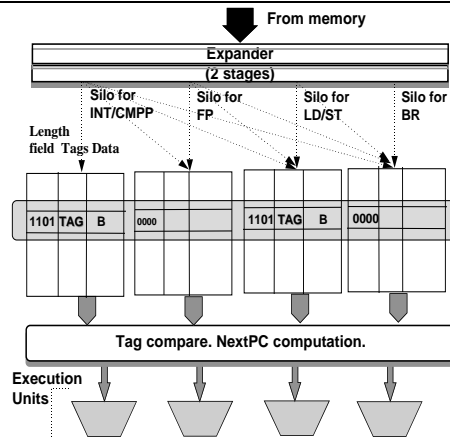 From memory
Expander
(2 stages)
Silo for INT/CMPP
Silo for FP
Silo for LD/ST
Silo for BR
Length
field Tags Data
1101 TAG B
0000
1101 TAG B
0000
Tag compare. NextPC computation.
Execution
Units